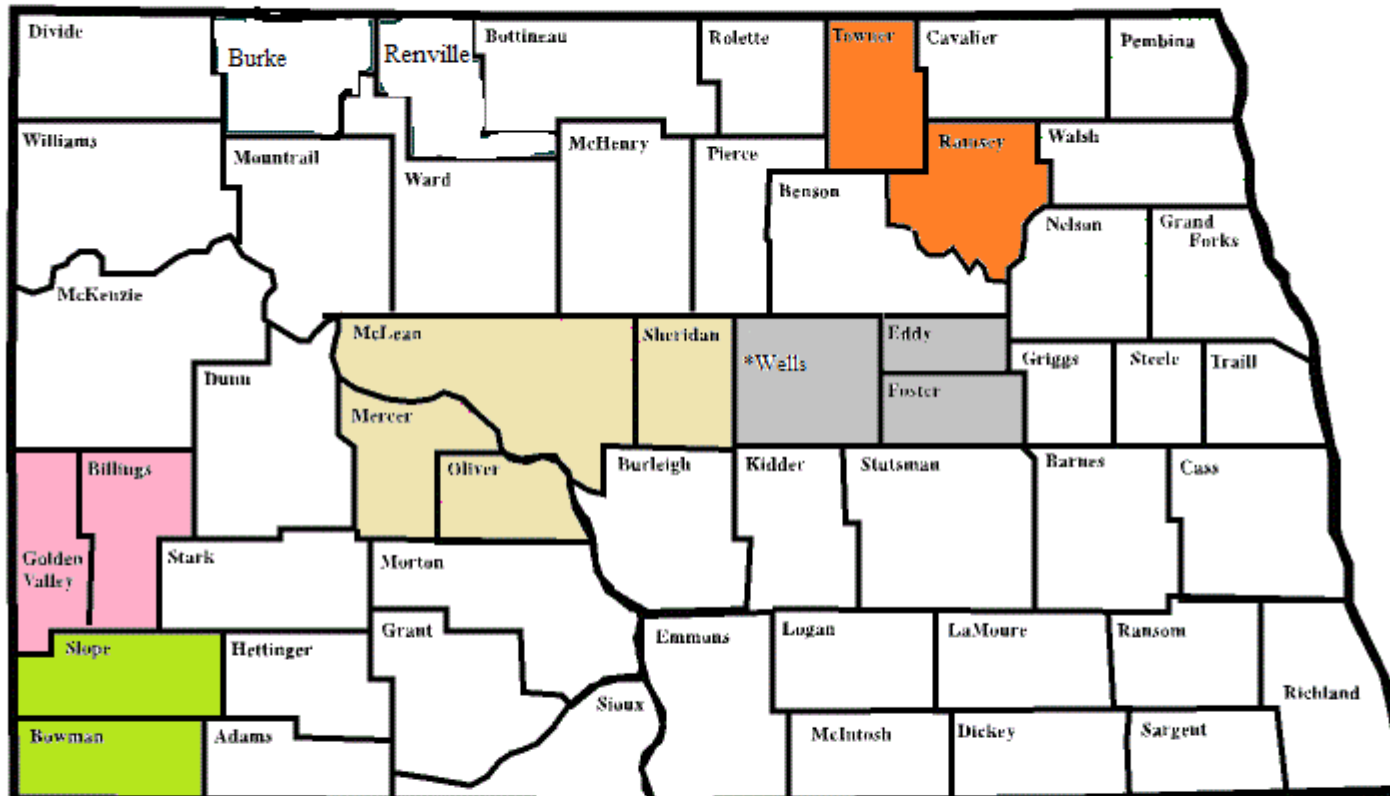 Divide
Burke
Renville
Bottineau
Rolette
Towner
Cavalier
Pembina
Williams
Mountrail
Ward
McHenry
Pierce
Benson
Ramsey
Walsh
Nelson
Grand
Forks
McKenzie
Dunn
McLean
Sheridan
*Wells
Eddy
Foster
Griggs
Steele
Traill
Mercer
Oliver
Burleigh
Kidder
Stutsman
Barnes
Cass
Billings
Golden
Valley
Stark
Morton
Slope
Hettinger
Grant
Emmons
Logan
LaMoure
Ransom
Richland
Sioux
Bowman
Adams
McIntosh
Dickey
Sargent